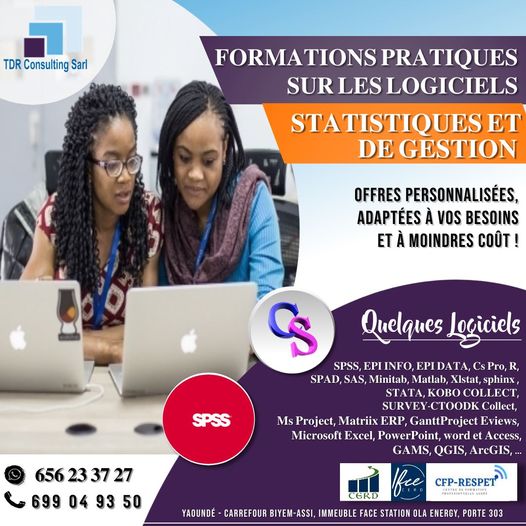 TDR Consulting Sarl
FORMATIONS PRATIQUES
SUR LES LOGICIELS
STATISTIQUES ET
DE GESTION
OFFRES PERSONNALISÉES,
ADAPTÉES À VOS BESOINS
ET À MOINDRES COÛT !
CS
Quelques Logiciels
SPSS, EPI INFO, EPI DATA, Cs Pro, R,
SPAD, SAS, Minitab, Matlab, Xlstat, sphinx ,
STATA, KOBO COLLECT,
SURVEY-CTOODK Collect,
Ms Project, Matriix ERP, GanttProject Eviews,
Microsoft Excel, PowerPoint, word et Access,
GAMS, QGIS, ArcGIS, ...
SPSS
656 23 37 27
699 04 93 50
CERD
ifce
CFP-RESPET
YAOUNDÉ - CARREFOUR BIYEM-ASSI, IMMEUBLE FACE STATION OLA ENERGY, PORTE 303